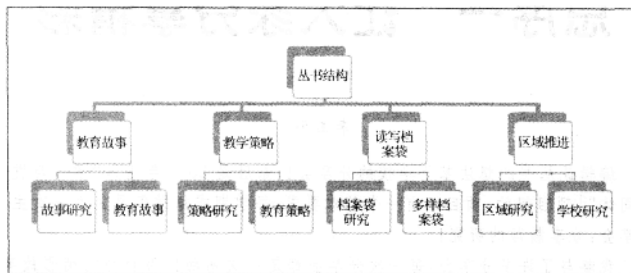 丛书结构
教育故事
教学策略
读写档
案袋
区域推进
故事研究
教育故事
策略研究
教育策略
档案袋
研究
多样档
案袋
区域研究
学校研究